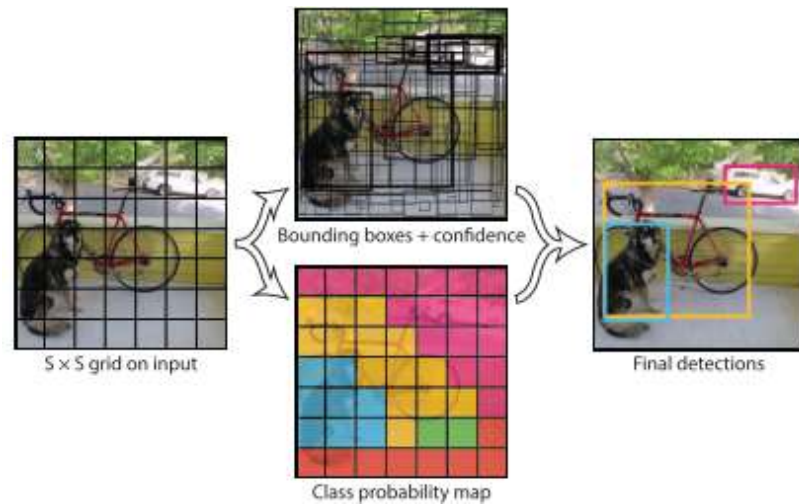 S × S grid on input
Bounding boxes + confidence
Class probability map
Final detections